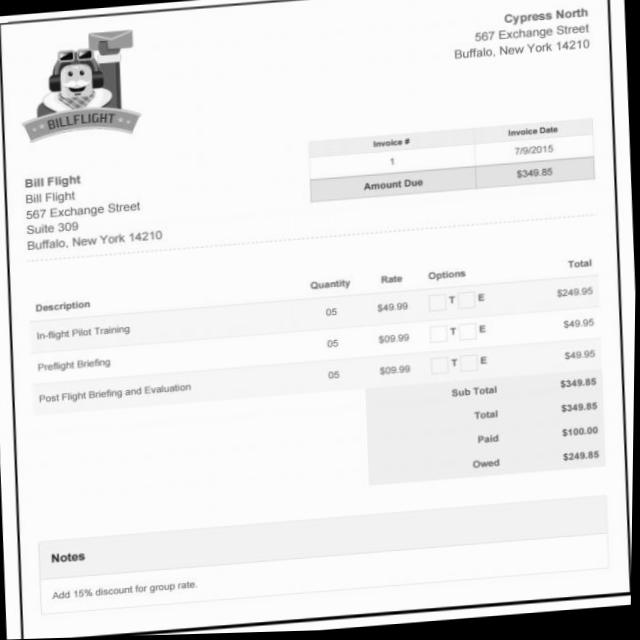 Cypress North
567 Exchange Street
Buffalo, New York 14210
BILLFLIGHT
Invoice # Invoice Date
1 7/9/2015
Amount Due $349.85
Bill Flight
Bill Flight
567 Exchange Street
Suite 309
Buffalo, New York 14210
Description Quantity Rate Options Total
In-flight Pilot Training 05 $49.99 T E $249.95
Preflight Briefing 05 $09.99 T E $49.95
Post Flight Briefing and Evaluation 05 $09.99 T E $49.95
Sub Total $349.85
Total $349.85
Paid $100.00
Owed $249.85
Notes
Add 15% discount for group rate.